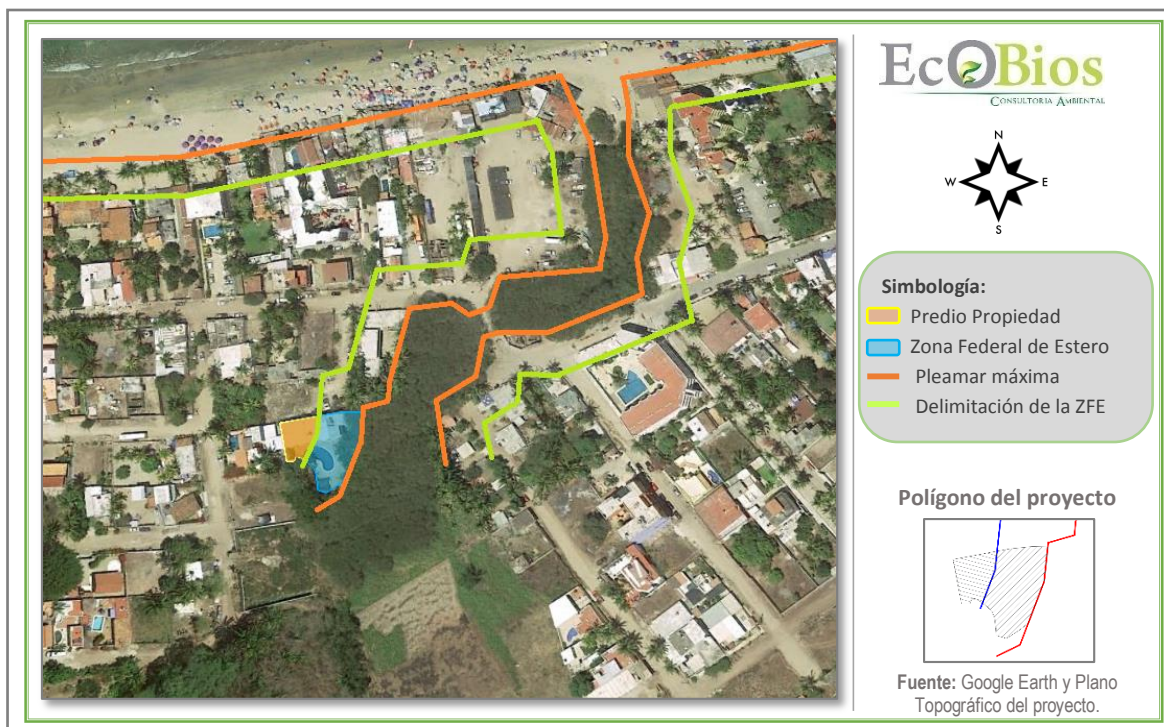 EcOBios
CONSULTORIA AMBIENTAL
N
W
E
S
Simbología:
Predio Propiedad
Zona Federal de Estero
Pleamar máxima
Delimitación de la ZFE
Polígono del proyecto
Fuente: Google Earth y Plano
Topográfico del proyecto.